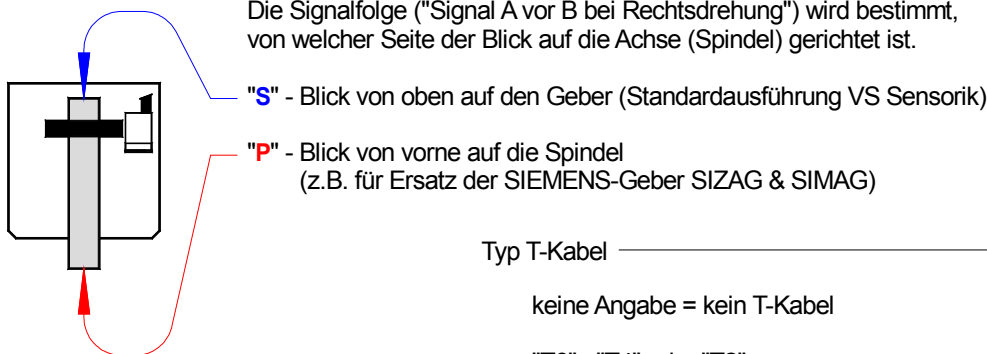 Die Signalfolge ("Signal A vor B bei Rechtsdrehung") wird bestimmt,
von welcher Seite der Blick auf die Achse (Spindel) gerichtet ist.
"S" - Blick von oben auf den Geber (Standardausführung VS Sensorik)
"P" - Blick von vorne auf die Spindel
(z.B. für Ersatz der SIEMENS-Geber SIZAG & SIMAG)
Typ T-Kabel
keine Angabe = kein T-Kabel